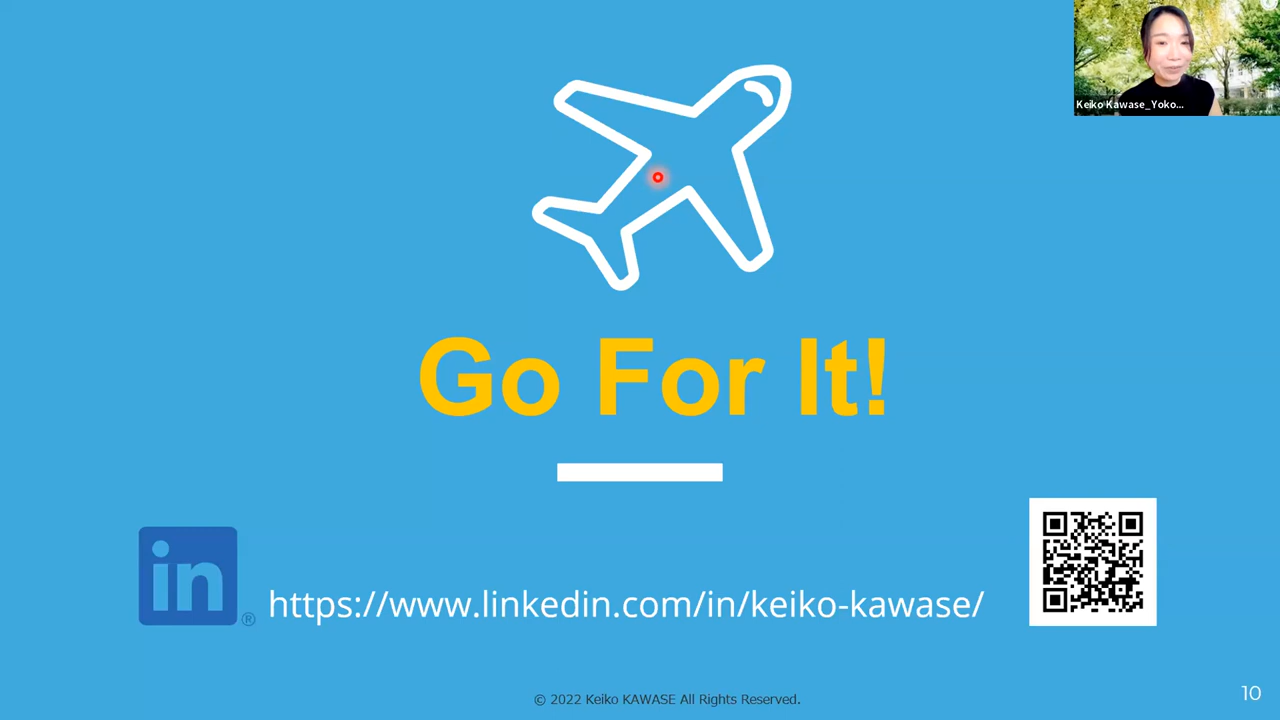 Keiko Kawase_Yoko...
Go For It!
in
®
https://www.linkedin.com/in/keiko-kawase/
© 2022 Keiko KAWASE All Rights Reserved.
10